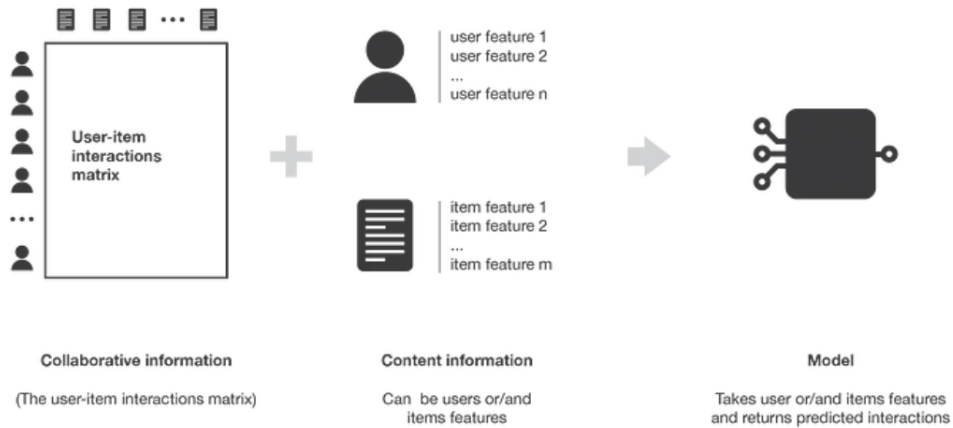 User-item
interactions
matrix
user feature 1
user feature 2
...
user feature n
item feature 1
item feature 2
...
item feature m
Collaborative information
(The user-item interactions matrix)
Content information
Can be users or/and
items features
Model
Takes user or/and items features
and returns predicted interactions